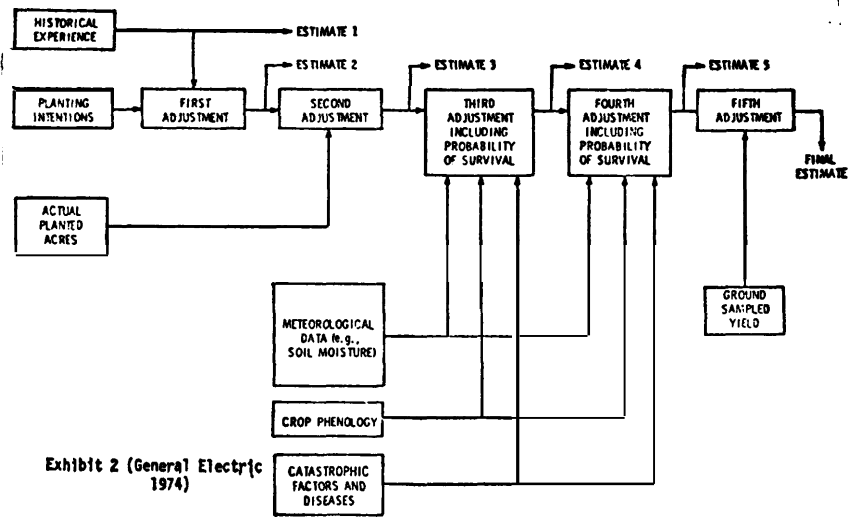 HISTORICAL
EXPERIENCE
ESTIMATE 1
ESTIMATE 2
ESTIMATE 3
ESTIMATE 4
ESTIMATE 5
PLANTING
INTENTIONS
FIRST
ADJUSTMENT
SECOND
ADJUSTMENT
THIRD
ADJUSTMENT
INCLUDING
PROBABILITY
OF SURVIVAL
FOURTH
ADJUSTMENT
INCLUDING
PROBABILITY
OF SURVIVAL
FIFTH
ADJUSTMENT
FINAL
ESTIMATE
ACTUAL
PLANTED
ACRES
METEOROLOGICAL
DATA (e.g.,
SOIL MOISTURE)
GROUND
SAMPLED
YIELD
CROP PHENOLOGY
CATASTROPHIC
FACTORS AND
DISEASES
Exhibit 2 (General Electric
1974)